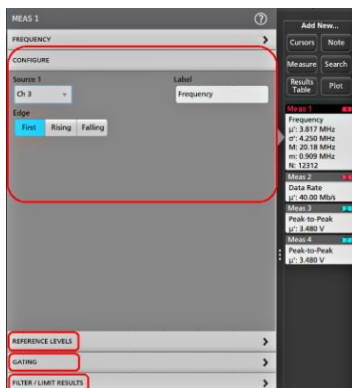 MEAS 1
FREQUENCY
CONFIGURE
Source 1
Label
Ch 3
Frequency
Edge
First Rising Falling
REFERENCE LEVELS
GATING
FILTER / LIMIT RESULTS
Add New...
Cursors Note
Measure Search
Results Table Plot
Meas 1
Frequency
μ': 3.817 MHz
σ': 4.250 MHz
M: 20.18 MHz
m: 0.909 MHz
N: 12312
Meas 2
Data Rate
μ': 40.00 Mb/s
Meas 3
Peak-to-Peak
μ': 3.480 V
Meas 4
Peak-to-Peak
μ': 3.480 V